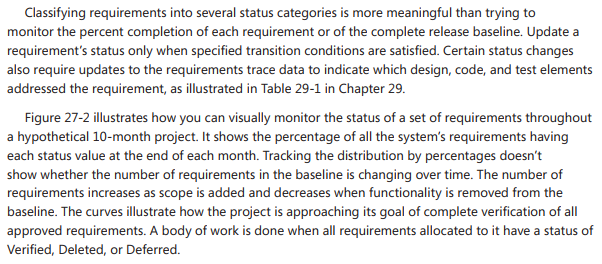 Classifying requirements into several status categories is more meaningful than trying to
monitor the percent completion of each requirement or of the complete release baseline. Update a
requirement's status only when specified transition conditions are satisfied. Certain status changes
also require updates to the requirements trace data to indicate which design, code, and test elements
addressed the requirement, as illustrated in Table 29-1 in Chapter 29.
Figure 27-2 illustrates how you can visually monitor the status of a set of requirements throughout
a hypothetical 10-month project. It shows the percentage of all the system's requirements having
each status value at the end of each month. Tracking the distribution by percentages doesn't
show whether the number of requirements in the baseline is changing over time. The number of
requirements increases as scope is added and decreases when functionality is removed from the
baseline. The curves illustrate how the project is approaching its goal of complete verification of all
approved requirements. A body of work is done when all requirements allocated to it have a status of
Verified, Deleted, or Deferred.